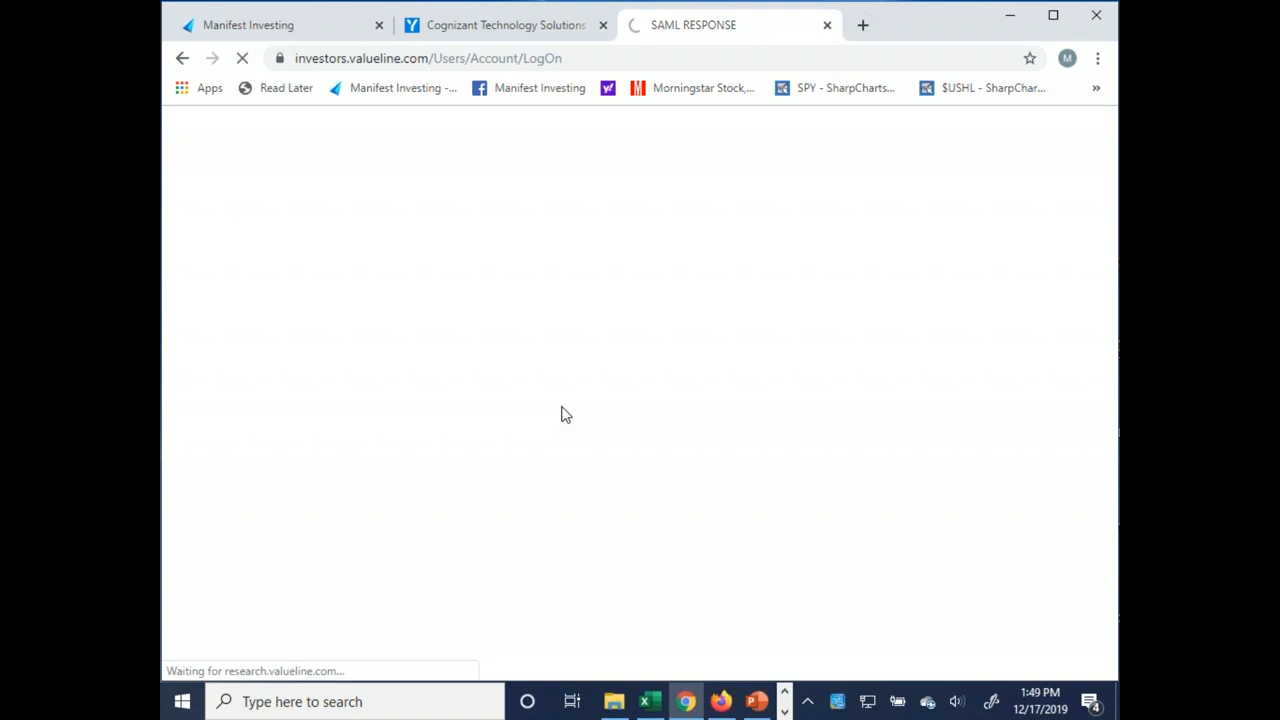 Manifest Investing
Cognizant Technology Solutions
SAML RESPONSE
investors.valueline.com/Users/Account/LogOn
M
Apps
Read Later
Manifest Investing -...
Manifest Investing
Morningstar Stock,...
SPY - SharpCharts...
$USHL - SharpChar...
Waiting for research.valueline.com...
Type here to search
1:49 PM
12/17/2019
4